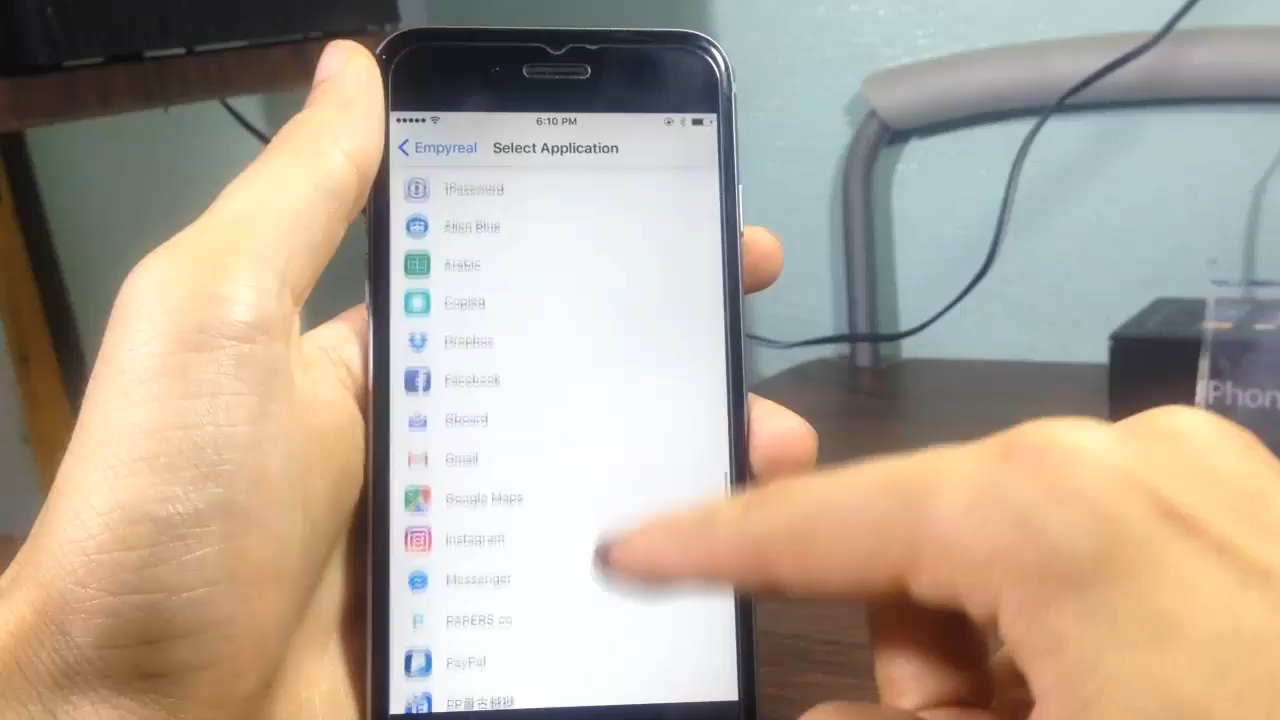 6:10 PM
Empyreal
Select Application
1Password
Alien Blue
Arabic
Copied
Dropbox
Facebook
Gboard
Gmail
Google Maps
Instagram
Messenger
PAPERS co
PayPal
iPhon